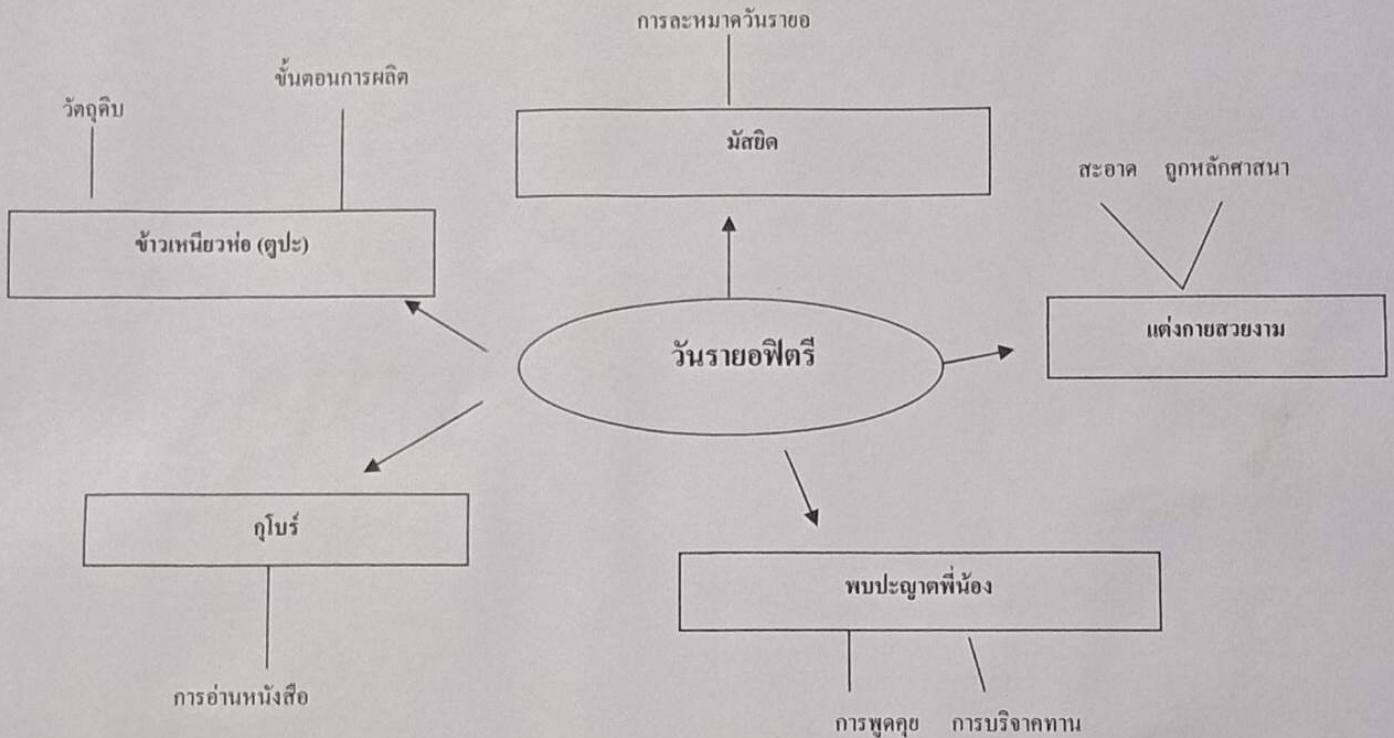 การละหมาดวันรายอ
ขั้นตอนการผลิต
วัตถุดิบ
มัสยิด
สะอาด ถูกหลักศาสนา
ข้าวเหนียวห่อ (ตูปะ)
แต่งกายสวยงาม
วันรายอฟิตรี
กุโบร์
พบปะญาตพี่น้อง
การอ่านหนังสือ
การพูดคุย การบริจาคทาน